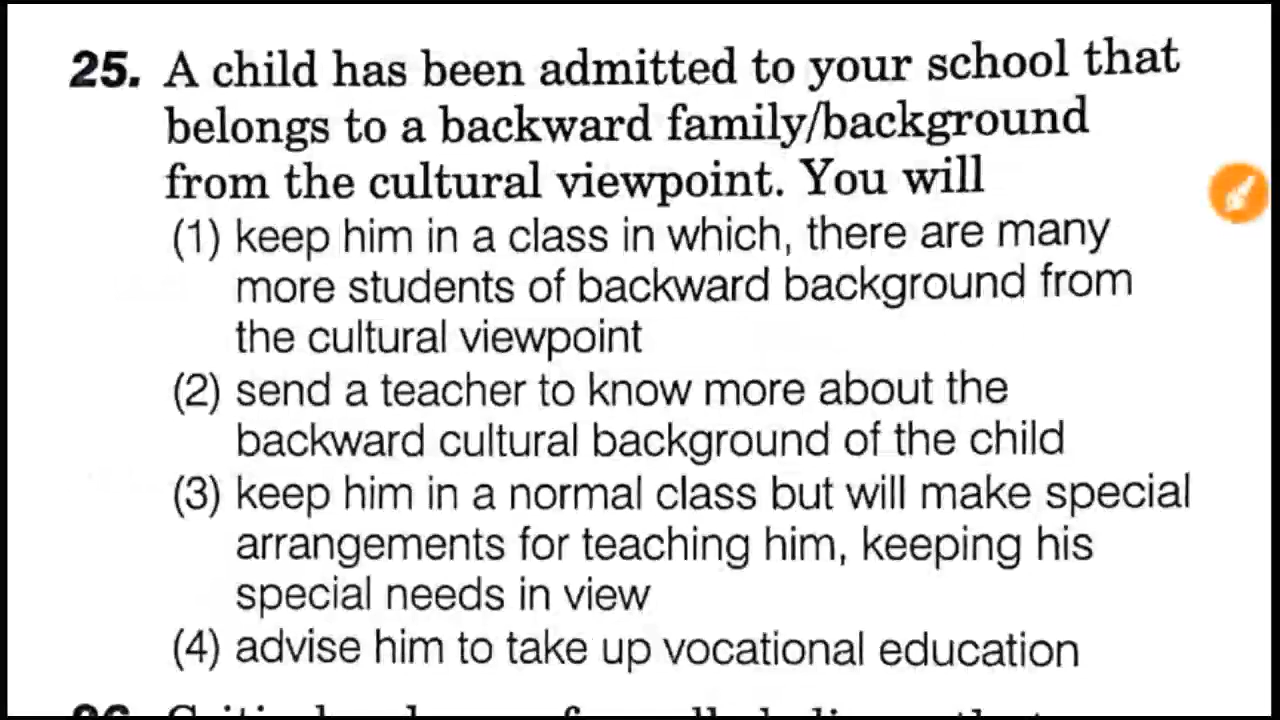 25. A child has been admitted to your school that
belongs to a backward family/background
from the cultural viewpoint. You will
(1) keep him in a class in which, there are many
more students of backward background from
the cultural viewpoint
(2) send a teacher to know more about the
backward cultural background of the child
(3) keep him in a normal class but will make special
arrangements for teaching him, keeping his
special needs in view
(4) advise him to take up vocational education